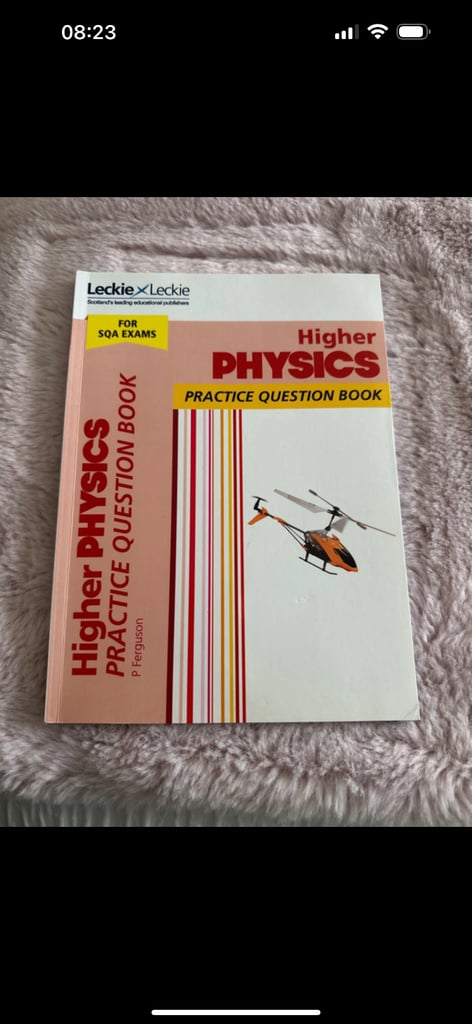 08:23
Leckie Leckie
Scotland's leading educational publishers
FOR
SQA EXAMS
Higher
PHYSICS
PRACTICE QUESTION BOOK
Higher PHYSICS
PRACTICE QUESTION BOOK
P Ferguson